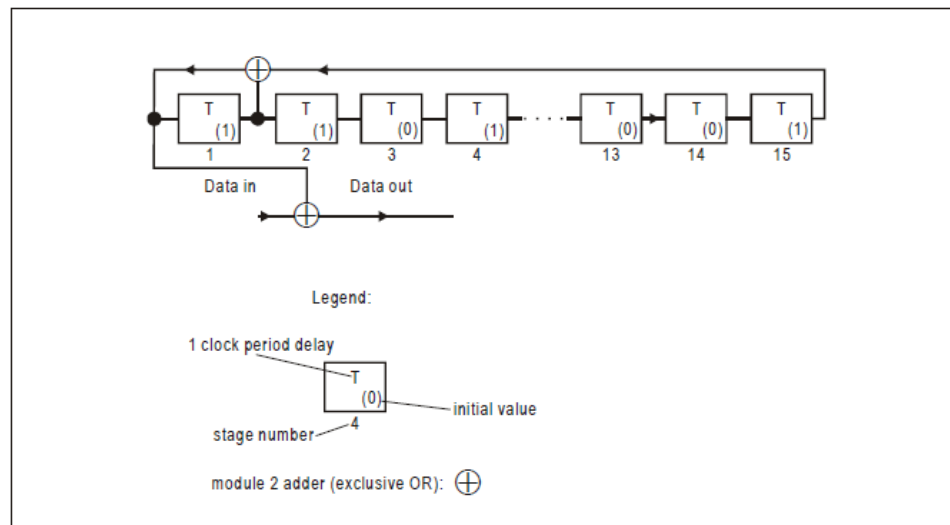 T T T T T T T
(1) (1) (0) (1) (0) (0) (1)
1 2 3 4 13 14 15
Data in Data out
Legend:
1 clock period delay
T
(0)
initial value
4
stage number
module 2 adder (exclusive OR):